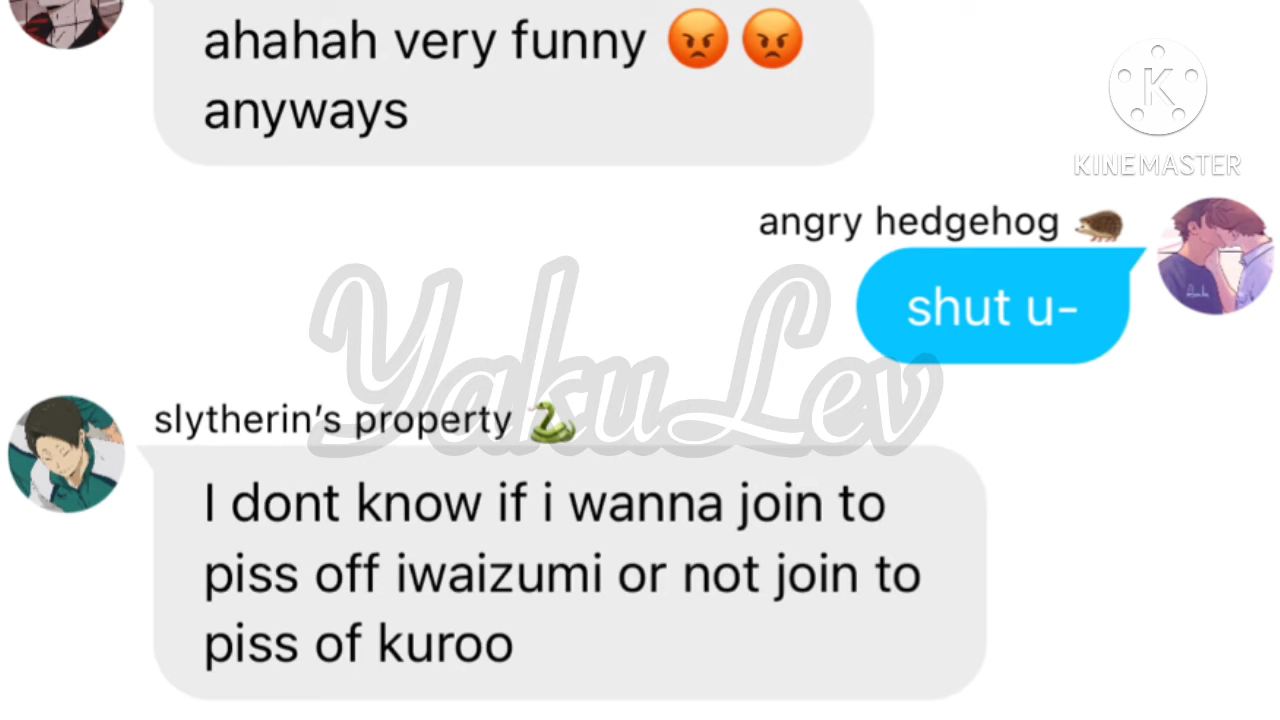 ahahah very funny 😡 😡
anyways
KINEMASTER
angry hedgehog 🦔
shut u-
YakuLev
slytherin’s property 🐍
I dont know if i wanna join to
piss off iwaizumi or not join to
piss of kuroo